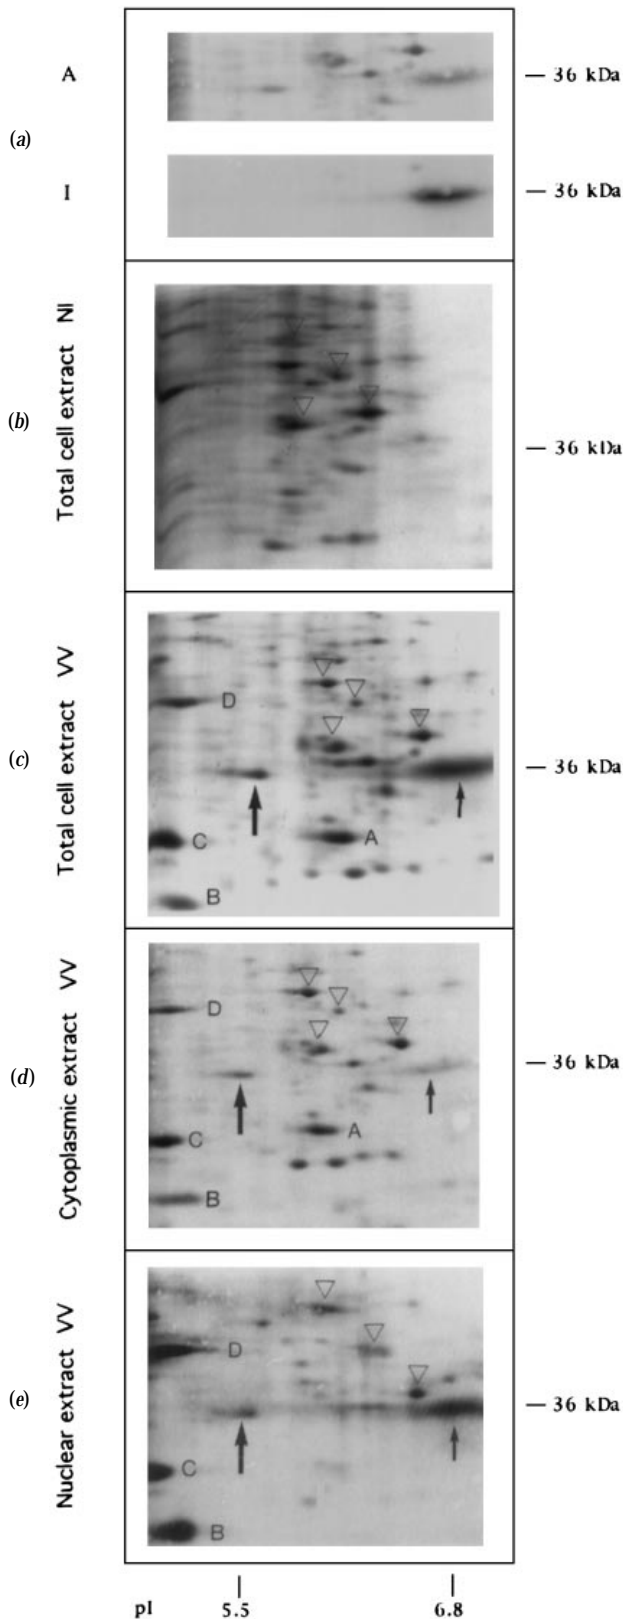 A
— 36 kDa
(a)
I
— 36 kDa
Total cell extract NI
(b)
— 36 kDa
Total cell extract VV
(c)
D
— 36 kDa
C
A
B
Cytoplasmic extract VV
(d)
D
— 36 kDa
A
C
B
Nuclear extract VV
(e)
D
— 36 kDa
C
B
pI 5.5 6.8